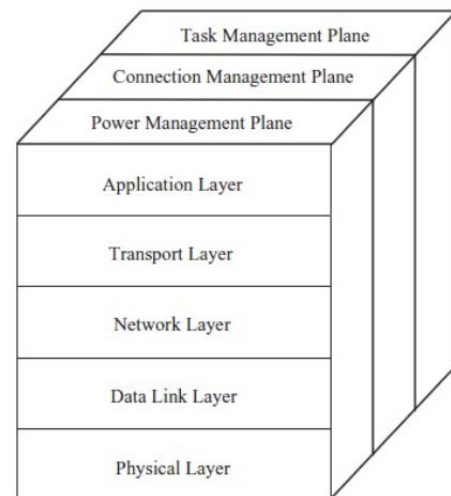 Task Management Plane
Connection Management Plane
Power Management Plane
Application Layer
Transport Layer
Network Layer
Data Link Layer
Physical Layer